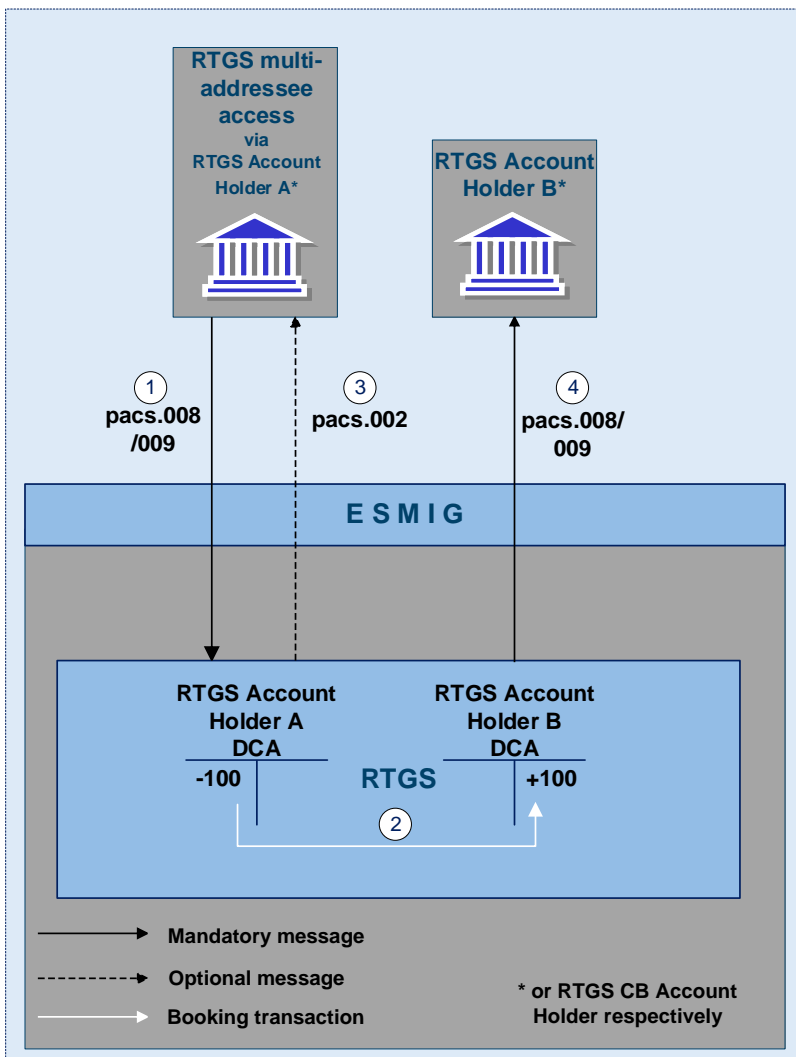 RTGS multi-
addressee
access
via
RTGS Account
Holder A*
RTGS Account
Holder B*
1
pacs.008
/009
3
pacs.002
4
pacs.008/
009
E S M I G
RTGS Account
Holder A
DCA
-100
RTGS Account
Holder B
DCA
+100
RTGS
2
Mandatory message
Optional message
Booking transaction
* or RTGS CB Account
Holder respectively